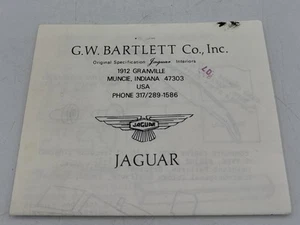 G.W. BARTLETT Co., Inc.
Original Specification Jaguar Interiors
1912 GRANVILLE
MUNCIE, INDIANA 47303
USA
PHONE 317/289-1586
JAGUAR
JAGUAR